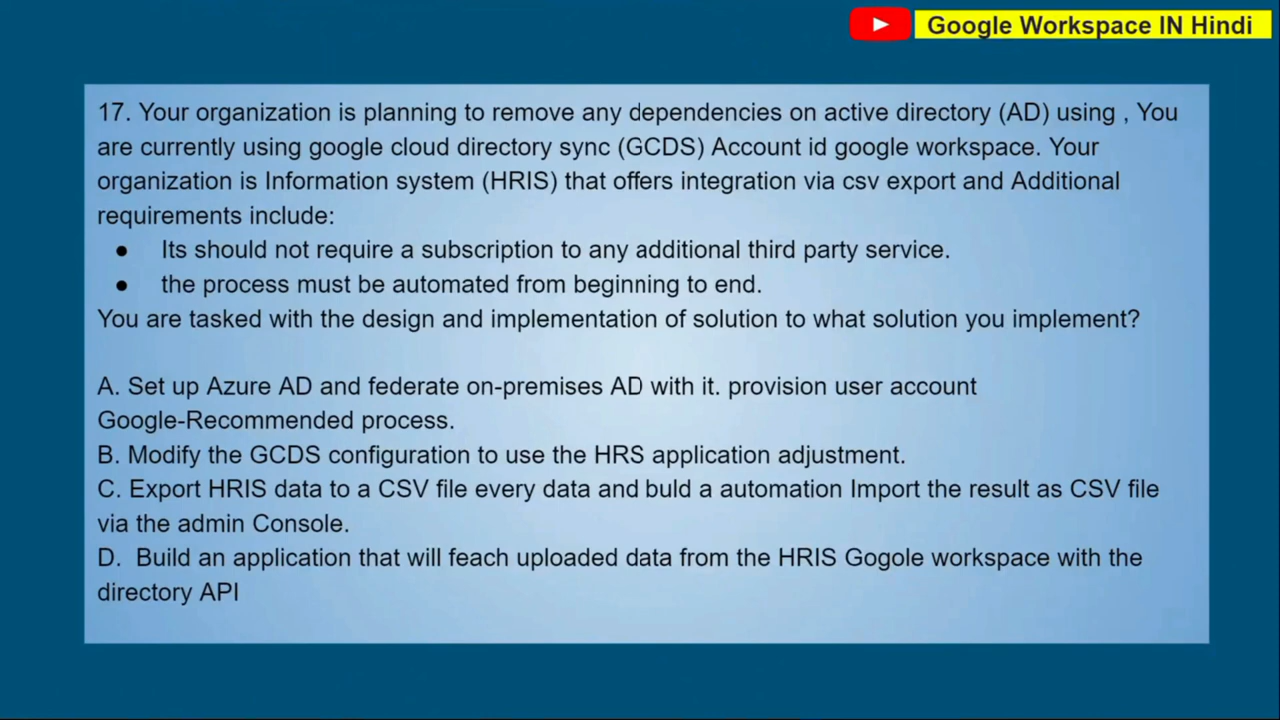 Google Workspace IN Hindi
17. Your organization is planning to remove any dependencies on active directory (AD) using , You
are currently using google cloud directory sync (GCDS) Account id google workspace. Your
organization is Information system (HRIS) that offers integration via csv export and Additional
requirements include:
● Its should not require a subscription to any additional third party service.
● the process must be automated from beginning to end.
You are tasked with the design and implementation of solution to what solution you implement?
A. Set up Azure AD and federate on-premises AD with it. provision user account
Google-Recommended process.
B. Modify the GCDS configuration to use the HRS application adjustment.
C. Export HRIS data to a CSV file every data and buld a automation Import the result as CSV file
via the admin Console.
D. Build an application that will feach uploaded data from the HRIS Gogole workspace with the
directory API